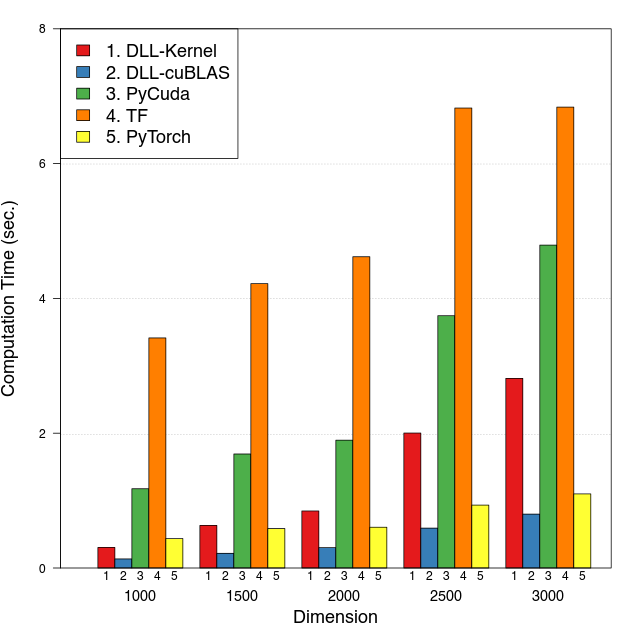 8
6
4
2
0
Computation Time (sec.)
1. DLL-Kernel
2. DLL-cuBLAS
3. PyCuda
4. TF
5. PyTorch
1 2 3 4 5 1 2 3 4 5 1 2 3 4 5 1 2 3 4 5 1 2 3 4 5
1000 1500 2000 2500 3000
Dimension